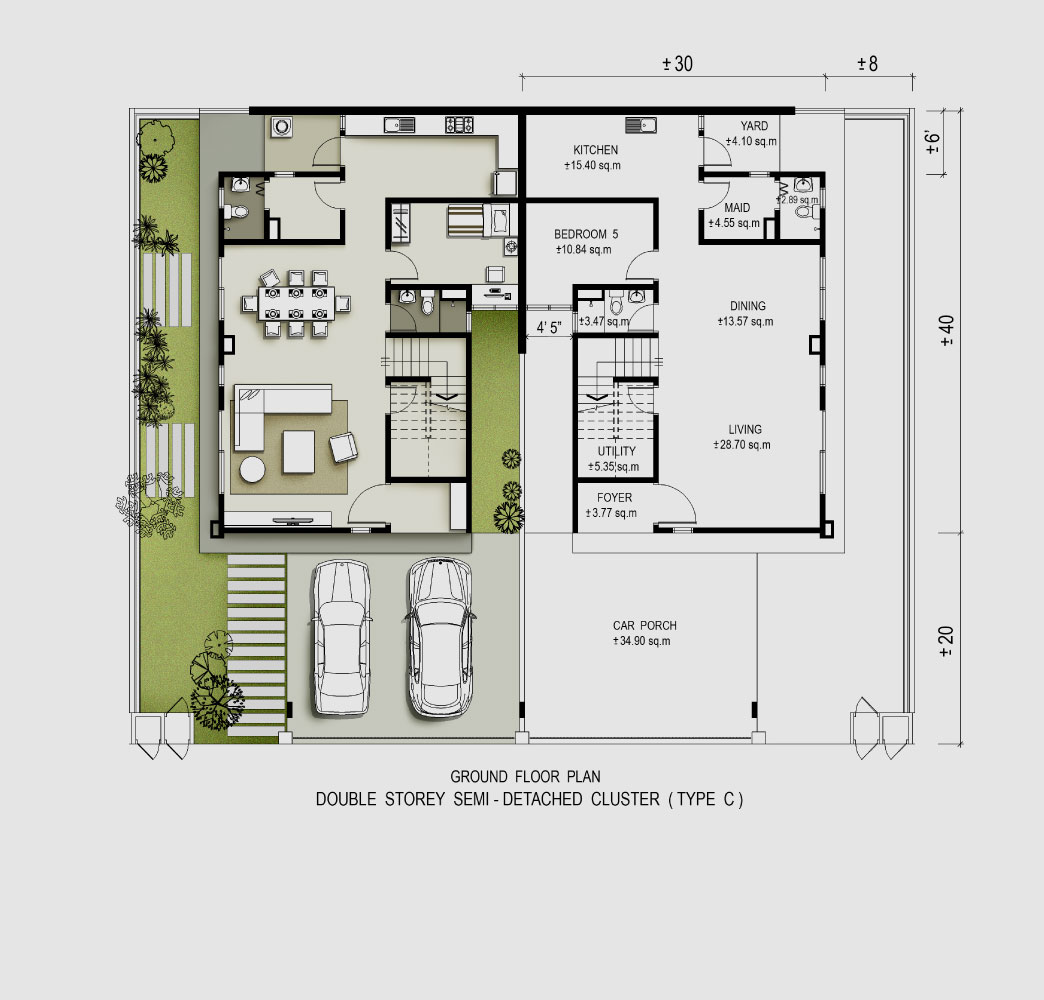 ±30
±8
YARD
±4.10 sq.m
±6'
KITCHEN
±15.40 sq.m
±2.89 sq.m
MAID
±4.55 sq.m
BEDROOM 5
±10.84 sq.m
DINING
±13.57 sq.m
±3.47 sq.m
4' 5"
±40
LIVING
±28.70 sq.m
UTILITY
±5.35 sq.m
FOYER
±3.77 sq.m
CAR PORCH
±34.90 sq.m
±20
GROUND FLOOR PLAN
DOUBLE STOREY SEMI - DETACHED CLUSTER ( TYPE C )